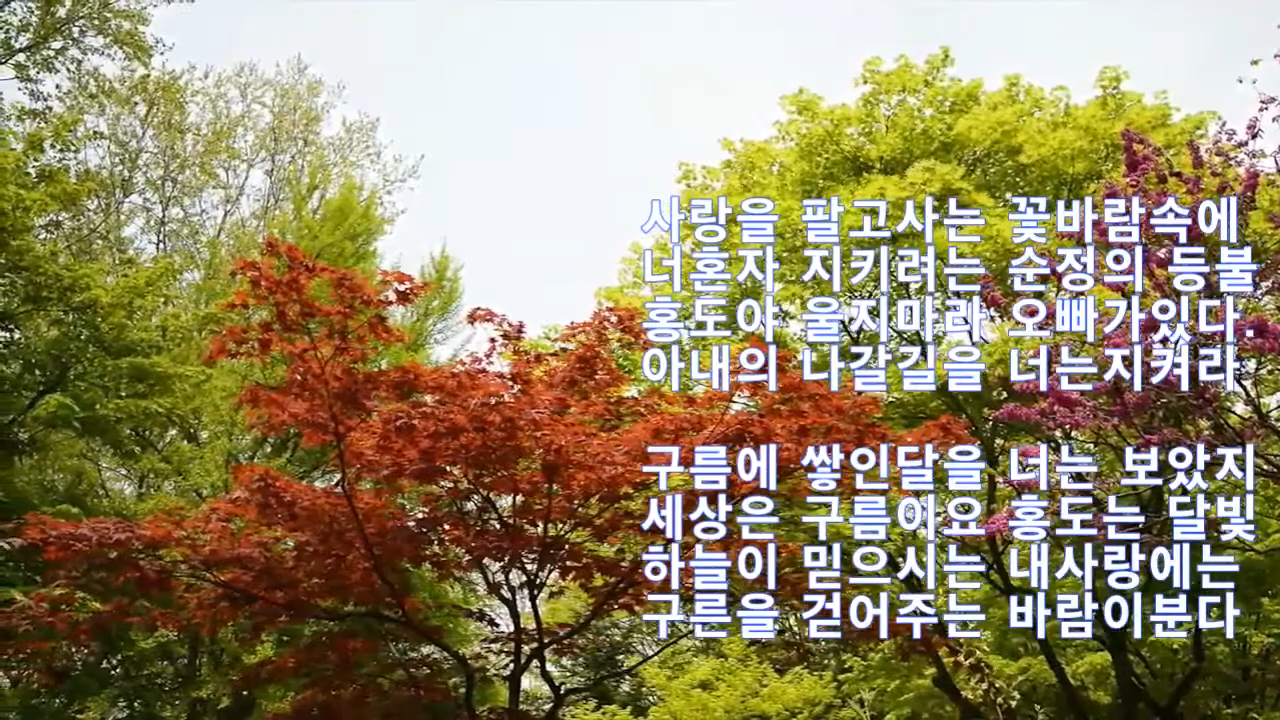 사랑을 팔고사는 꽃바람속에
너혼자 지키려는 순정의 등불
홍도야 울지마라 오빠가있다.
아내의 나갈길을 너는지켜라
구름에 쌓인달을 너는 보았지
세상은 구름이요 홍도는 달빛
하늘이 믿으시는 내사랑에는
구른을 걷어주는 바람이분다